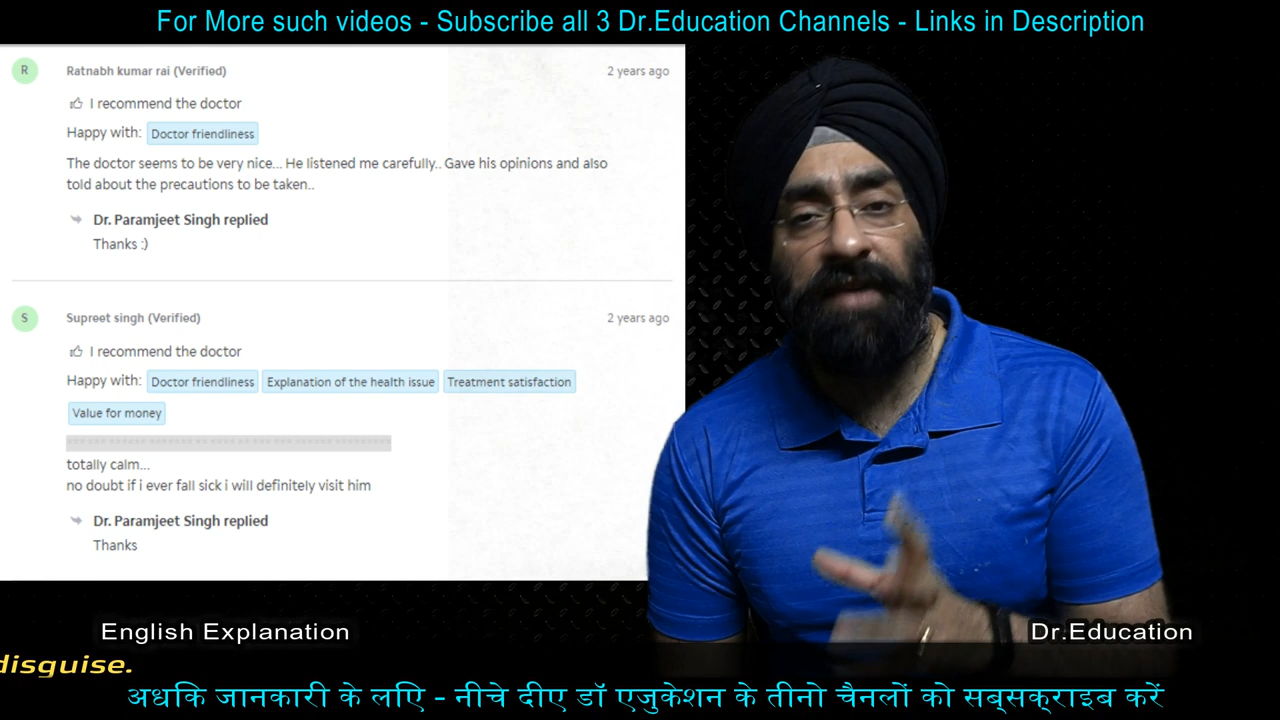 For More such videos - Subscribe all 3 Dr.Education Channels - Links in Description
R
Ratnabh kumar rai (Verified)
2 years ago
I recommend the doctor
Happy with: Doctor friendliness
The doctor seems to be very nice... He listened me carefully.. Gave his opinions and also
told about the precautions to be taken..
Dr. Paramjeet Singh replied
Thanks :)
S
Supreet singh (Verified)
2 years ago
I recommend the doctor
Happy with: Doctor friendliness Explanation of the health issue Treatment satisfaction
Value for money
totally calm...
no doubt if i ever fall sick i will definitely visit him
Dr. Paramjeet Singh replied
Thanks
English Explanation
Dr.Education
disguise.
अधकि जानकारी के लएि - नीचे दीए डॉ एजुकेशन के तीनो चैनलों को सब्सक्राइब करें